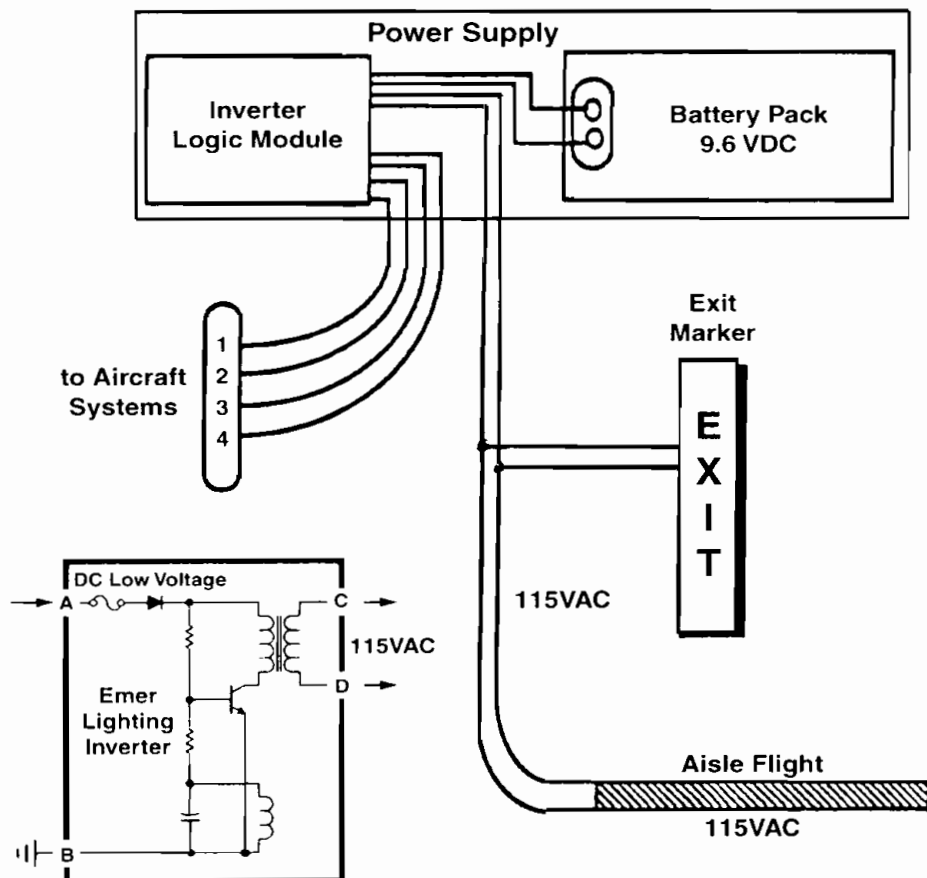 Power Supply
Inverter
Logic Module
Battery Pack
9.6 VDC
to Aircraft
Systems
1
2
3
4
Exit
Marker
E
X
I
T
115VAC
DC Low Voltage
A
C
115VAC
D
Emer
Lighting
Inverter
B
Aisle Flight
115VAC